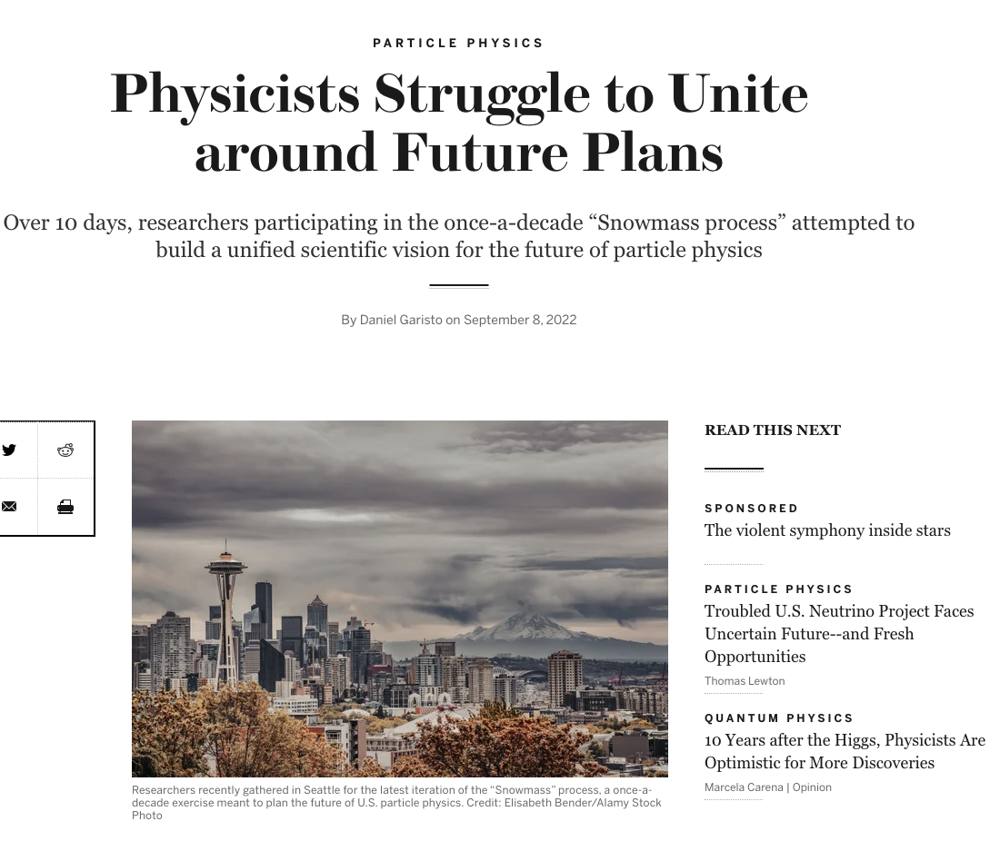 PARTICLE PHYSICS
Physicists Struggle to Unite
around Future Plans
Over 10 days, researchers participating in the once-a-decade “Snowmass process” attempted to
build a unified scientific vision for the future of particle physics
By Daniel Garisto on September 8, 2022
Researchers recently gathered in Seattle for the latest iteration of the “Snowmass” process, a once-a-
decade exercise meant to plan the future of U.S. particle physics. Credit: Elisabeth Bender/Alamy Stock
Photo
READ THIS NEXT
SPONSORED
The violent symphony inside stars
PARTICLE PHYSICS
Troubled U.S. Neutrino Project Faces
Uncertain Future--and Fresh
Opportunities
Thomas Lewton
QUANTUM PHYSICS
10 Years after the Higgs, Physicists Are
Optimistic for More Discoveries
Marcela Carena | Opinion